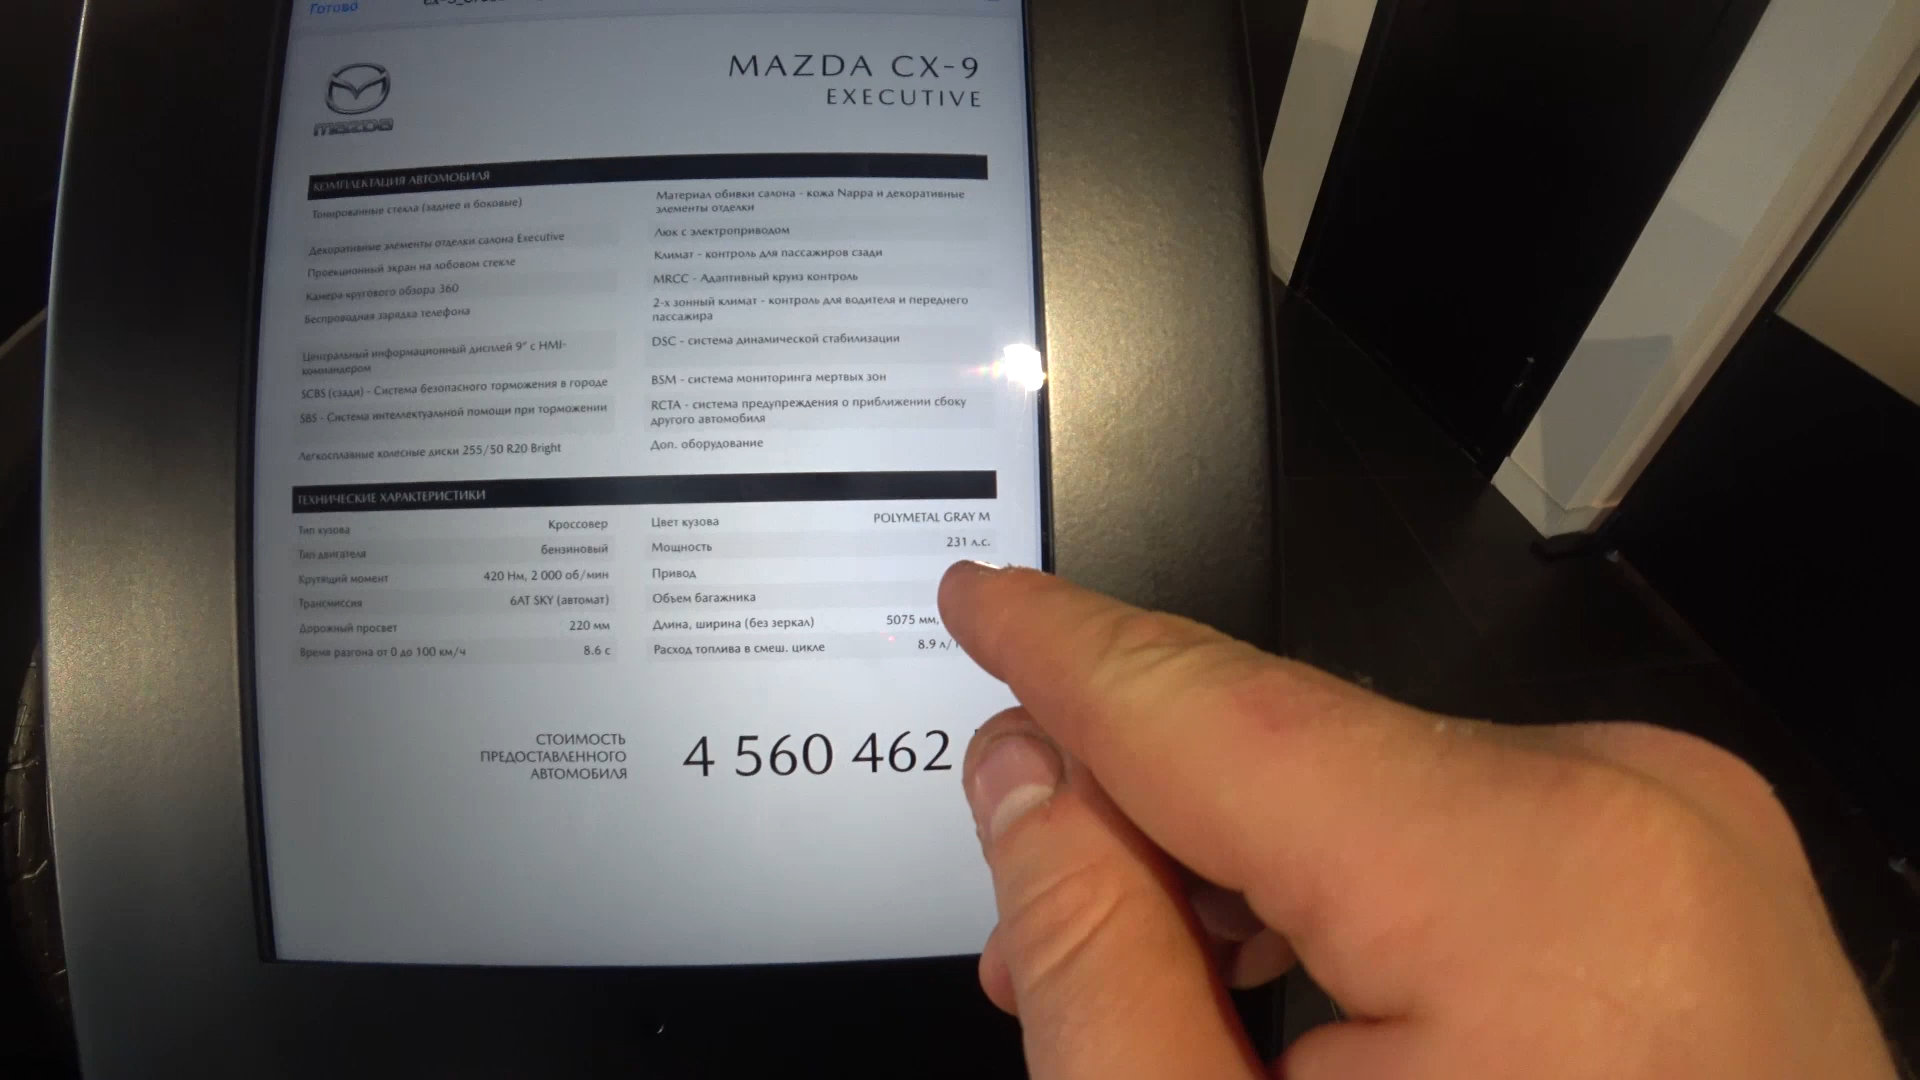 Готово
MAZDA CX-9
EXECUTIVE
mazda
КОМПЛЕКТАЦИЯ АВТОМОБИЛЯ
Тонированные стекла (заднее и боковые)
Декоративные элементы отделки салона Executive
Проекционный экран на лобовом стекле
Камера кругового обзора 360
Беспроводная зарядка телефона
Центральный информационный дисплей 9" с HMI-
коммандером
SCBS (сзади) - Система безопасного торможения в городе
SBS - Система интеллектуальной помощи при торможении
Легкосплавные колесные диски 255/50 R20 Bright
Материал обивки салона - кожа Nappa и декоративные
элементы отделки
Люк с электроприводом
Климат - контроль для пассажиров сзади
MRCC - Адаптивный круиз контроль
2-х зонный климат - контроль для водителя и переднего
пассажира
DSC - система динамической стабилизации
BSM - система мониторинга мертвых зон
RCTA - система предупреждения о приближении сбоку
другого автомобиля
Доп. оборудование
ТЕХНИЧЕСКИЕ ХАРАКТЕРИСТИКИ
Тип кузова Кроссовер
Тип двигателя бензиновый
Крутящий момент 420 Нм, 2 000 об/мин
Трансмиссия 6AT SKY (автомат)
Дорожный просвет 220 мм
Время разгона от 0 до 100 км/ч 8.6 с
Цвет кузова POLYMETAL GRAY M
Мощность 231 л.с.
Привод
Объем багажника
Длина, ширина (без зеркал) 5075 мм,
Расход топлива в смеш. цикле 8.9 л/
СТОИМОСТЬ
ПРЕДОСТАВЛЕННОГО
АВТОМОБИЛЯ
4 560 462